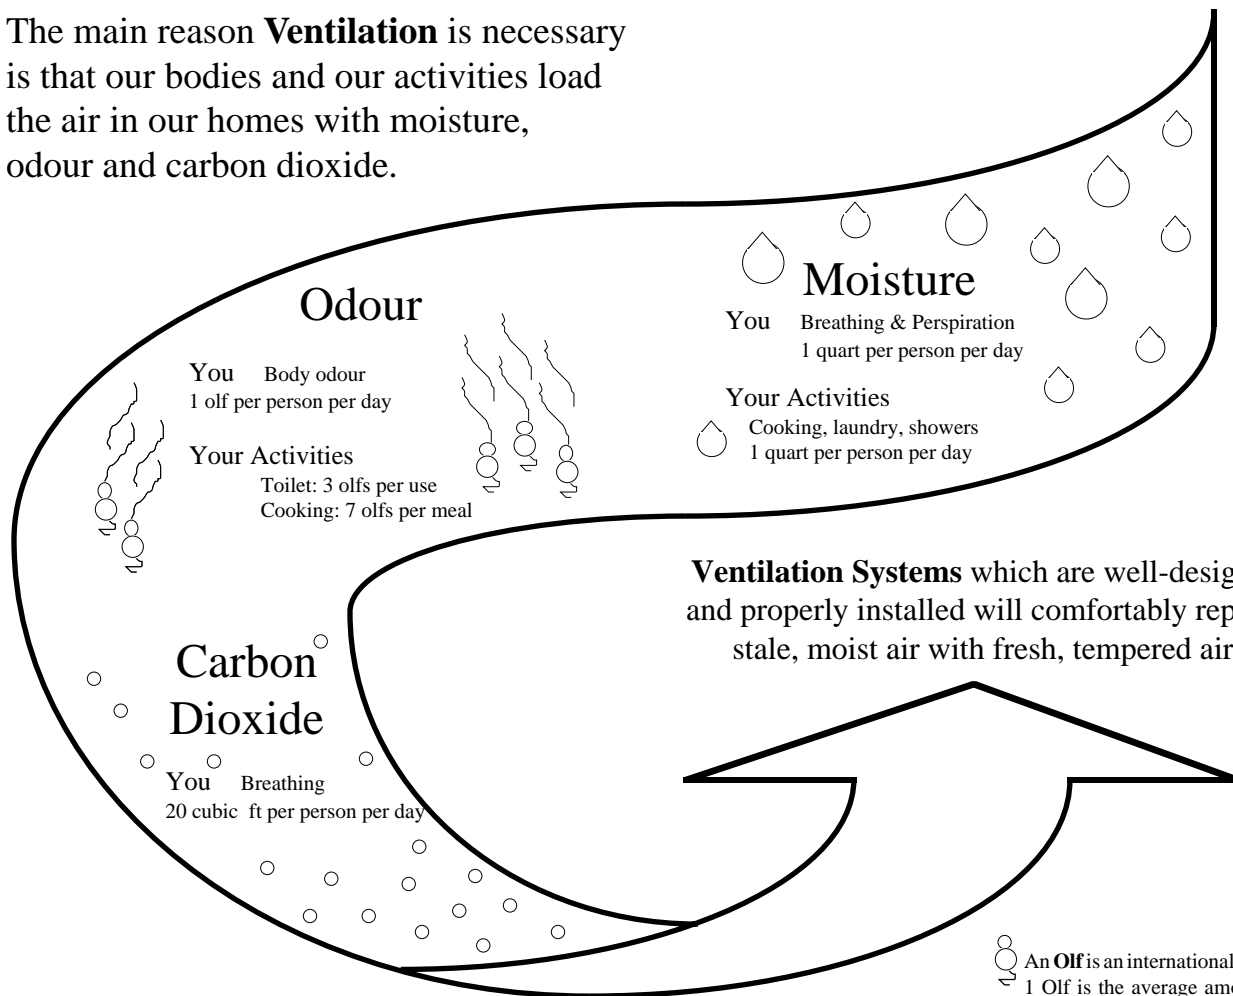 The main reason Ventilation is necessary
is that our bodies and our activities load
the air in our homes with moisture,
odour and carbon dioxide.
Odour
You Body odour
1 olf per person per day
Your Activities
Toilet: 3 olfs per use
Cooking: 7 olfs per meal
Moisture
You Breathing & Perspiration
1 quart per person per day
Your Activities
Cooking, laundry, showers
1 quart per person per day
Carbon
Dioxide
You Breathing
20 cubic ft per person per day
Ventilation Systems which are well-desig
and properly installed will comfortably rep
stale, moist air with fresh, tempered air
An Olf is an international
1 Olf is the average amo